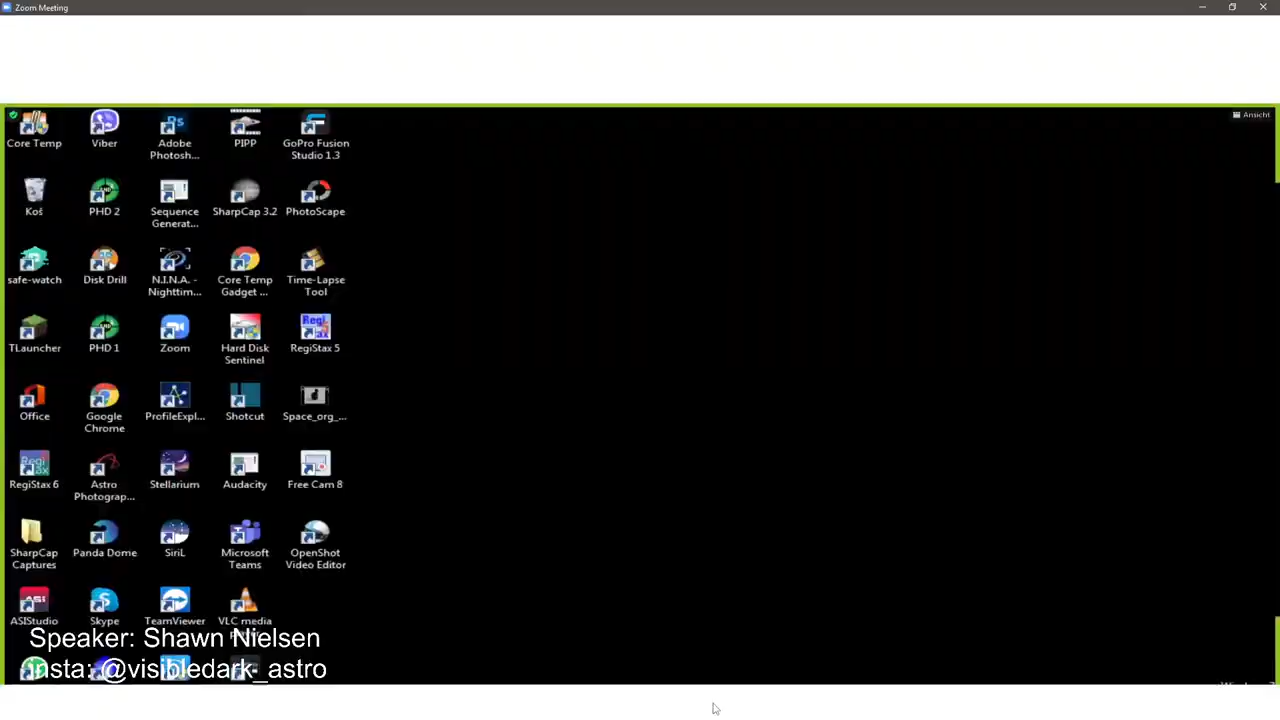 Zoom Meeting
Ansicht
Core Temp
Viber
Adobe
Photosh...
PIPP
GoPro Fusion
Studio 1.3
Koš
PHD 2
Sequence
Generat...
SharpCap 3.2
PhotoScape
safe-watch
Disk Drill
N.I.N.A. -
Nighttim...
Core Temp
Gadget ...
Time-Lapse
Tool
TLauncher
PHD 1
Zoom
Hard Disk
Sentinel
RegiStax 5
Office
Google
Chrome
ProfileExpl...
Shotcut
Space_org_...
RegiStax 6
Astro
Photograp...
Stellarium
Audacity
Free Cam 8
SharpCap
Captures
Panda Dome
SiriL
Microsoft
Teams
OpenShot
Video Editor
ASIStudio
Skype
TeamViewer
VLC media
Speaker: Shawn Nielsen
insta: @visibledark_astro